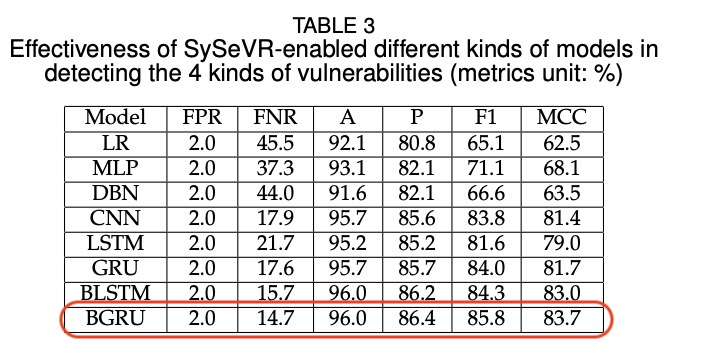 TABLE 3
Effectiveness of SySeVR-enabled different kinds of models in
detecting the 4 kinds of vulnerabilities (metrics unit: %)
Model FPR FNR A P F1 MCC
LR 2.0 45.5 92.1 80.8 65.1 62.5
MLP 2.0 37.3 93.1 82.1 71.1 68.1
DBN 2.0 44.0 91.6 82.1 66.6 63.5
CNN 2.0 17.9 95.7 85.6 83.8 81.4
LSTM 2.0 21.7 95.2 85.2 81.6 79.0
GRU 2.0 17.6 95.7 85.7 84.0 81.7
BLSTM 2.0 15.7 96.0 86.2 84.3 83.0
BGRU 2.0 14.7 96.0 86.4 85.8 83.7